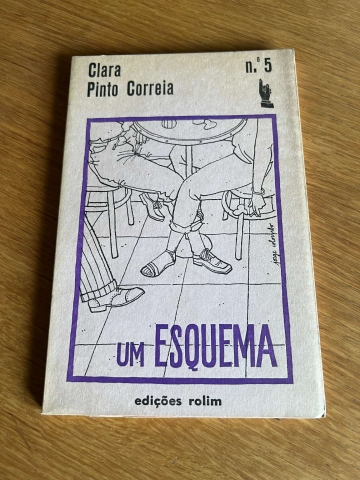 Clara
Pinto Correia
n.º 5
UM ESQUEMA
edições rolim